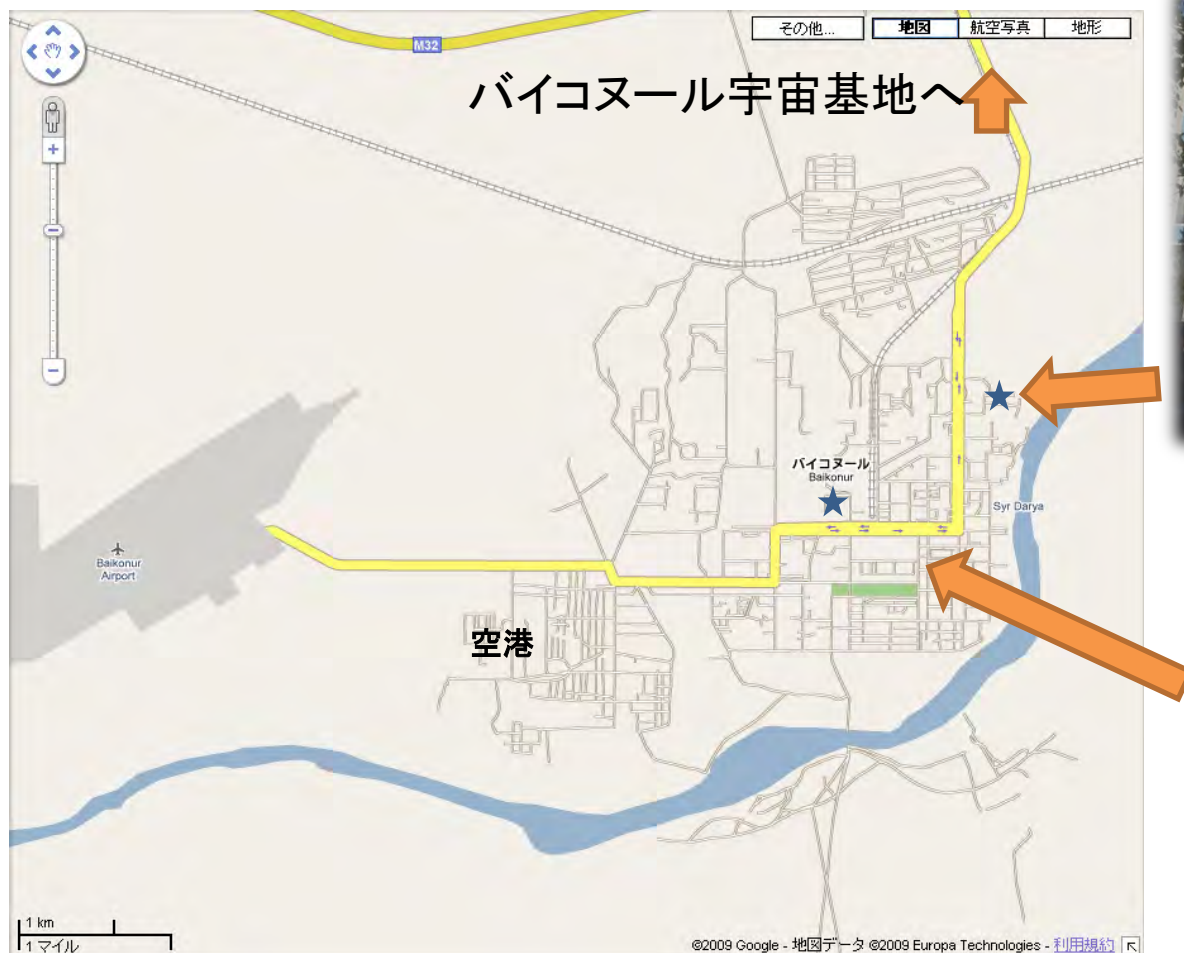 その他...
地図
航空写真
地形
M32
バイコヌール宇宙基地へ
バイコヌール
Baikonur
Syr Darya
Baikonur
Airport
空港
1 km
1 マイル
©2009 Google - 地図データ ©2009 Europa Technologies - 利用規約